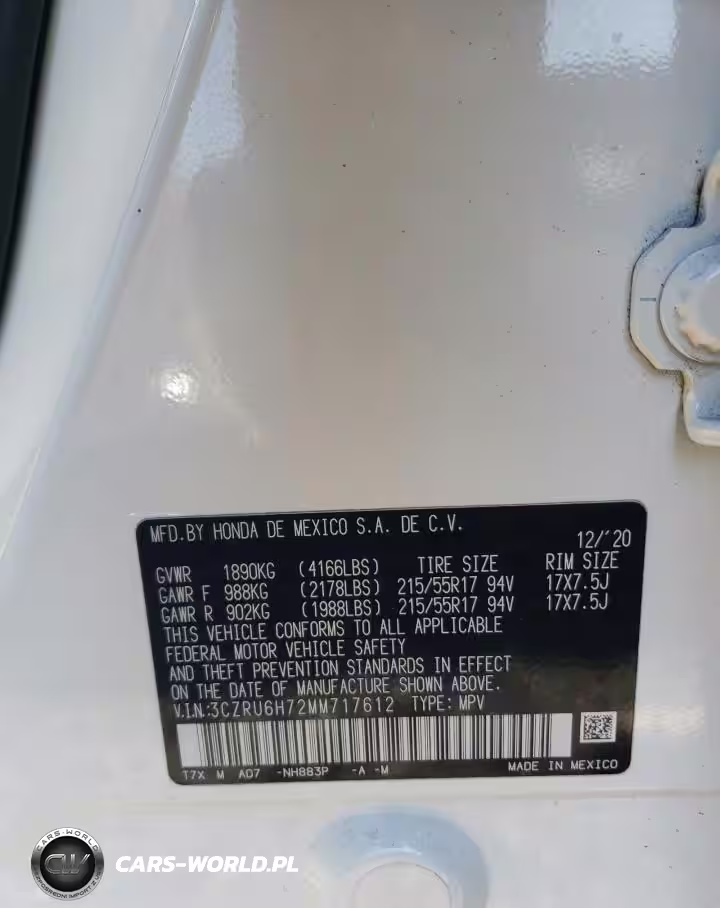 MFD.BY HONDA DE MEXICO S.A. DE C.V.
12/'20
GVWR 1890KG (4166LBS) TIRE SIZE RIM SIZE
GAWR F 988KG (2178LBS) 215/55R17 94V 17X7.5J
GAWR R 902KG (1988LBS) 215/55R17 94V 17X7.5J
THIS VEHICLE CONFORMS TO ALL APPLICABLE
FEDERAL MOTOR VEHICLE SAFETY
AND THEFT PREVENTION STANDARDS IN EFFECT
ON THE DATE OF MANUFACTURE SHOWN ABOVE.
V.I.N:3CZRU6H72MM717612 TYPE: MPV
T7X M A07 -NH883P -A -M MADE IN MEXICO
CARS-WORLD
CW
CARS-WORLD.PL